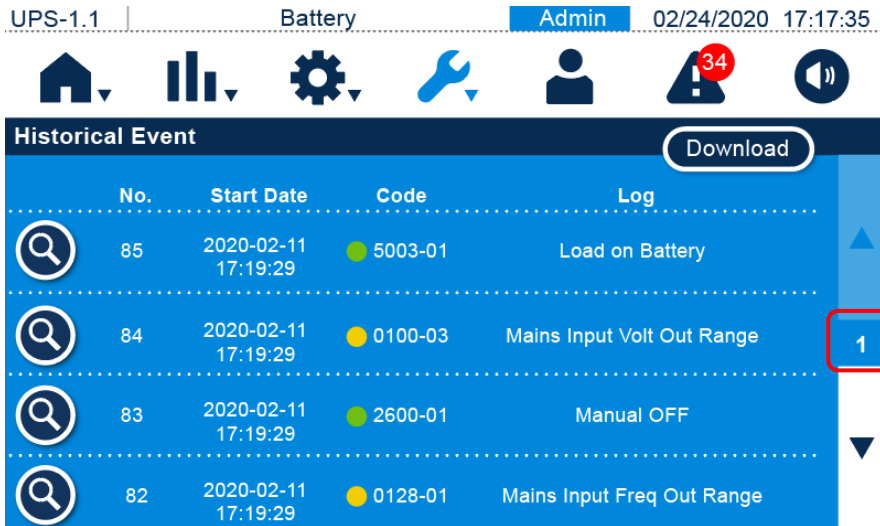 UPS-1.1 Battery Admin 02/24/2020 17:17:35
34
Historical Event Download
No. Start Date Code Log
85 2020-02-11 17:19:29 5003-01 Load on Battery
84 2020-02-11 17:19:29 0100-03 Mains Input Volt Out Range
1
83 2020-02-11 17:19:29 2600-01 Manual OFF
82 2020-02-11 17:19:29 0128-01 Mains Input Freq Out Range